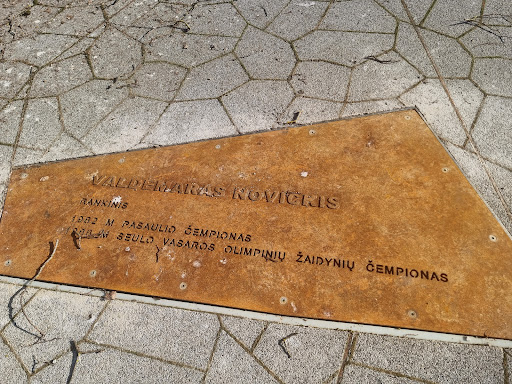 VALDEMARAS NOVICKIS
RANKINIS
1982 M PASAULIO ČEMPIONAS
1988 M SEULO VASAROS OLIMPINIŲ ŽAIDYNIŲ ČEMPIONAS